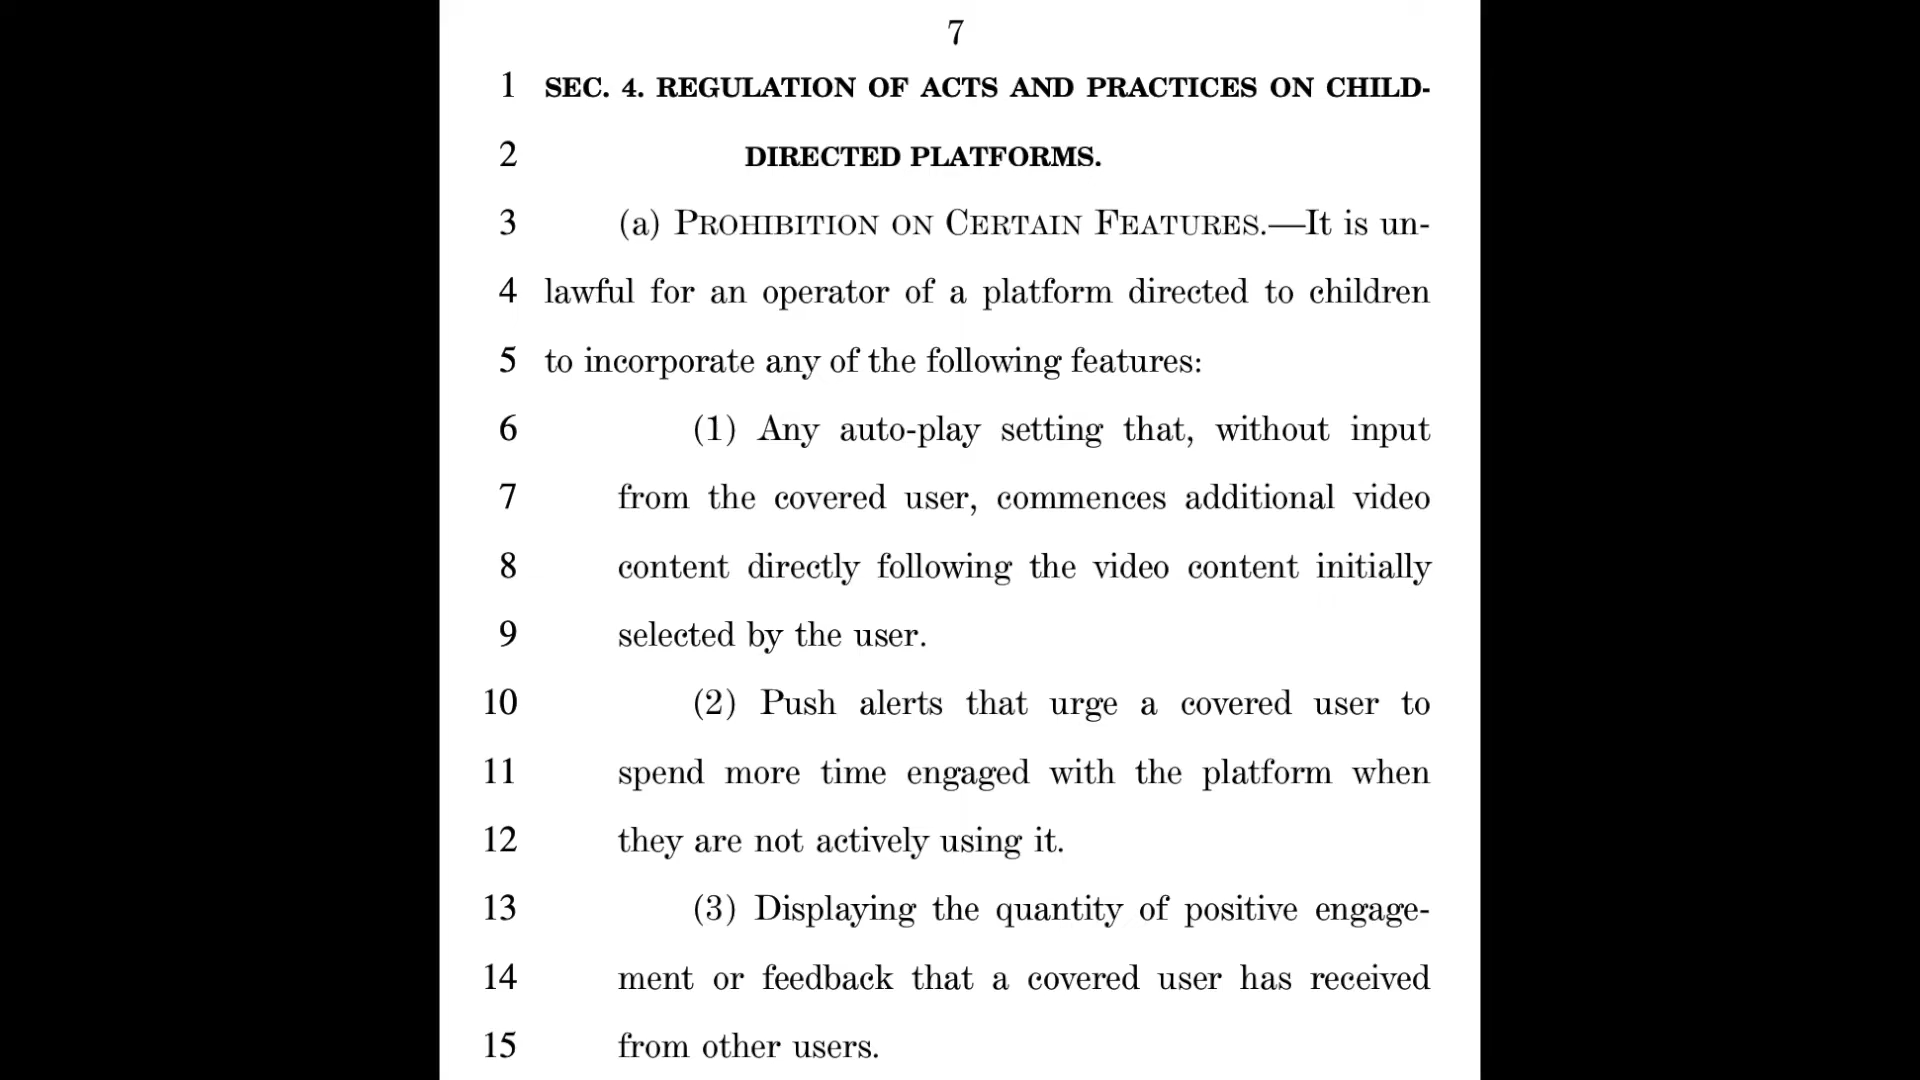 7
1 SEC. 4. REGULATION OF ACTS AND PRACTICES ON CHILD-
2 DIRECTED PLATFORMS.
3 (a) PROHIBITION ON CERTAIN FEATURES.—It is un-
4 lawful for an operator of a platform directed to children
5 to incorporate any of the following features:
6 (1) Any auto-play setting that, without input
7 from the covered user, commences additional video
8 content directly following the video content initially
9 selected by the user.
10 (2) Push alerts that urge a covered user to
11 spend more time engaged with the platform when
12 they are not actively using it.
13 (3) Displaying the quantity of positive engage-
14 ment or feedback that a covered user has received
15 from other users.